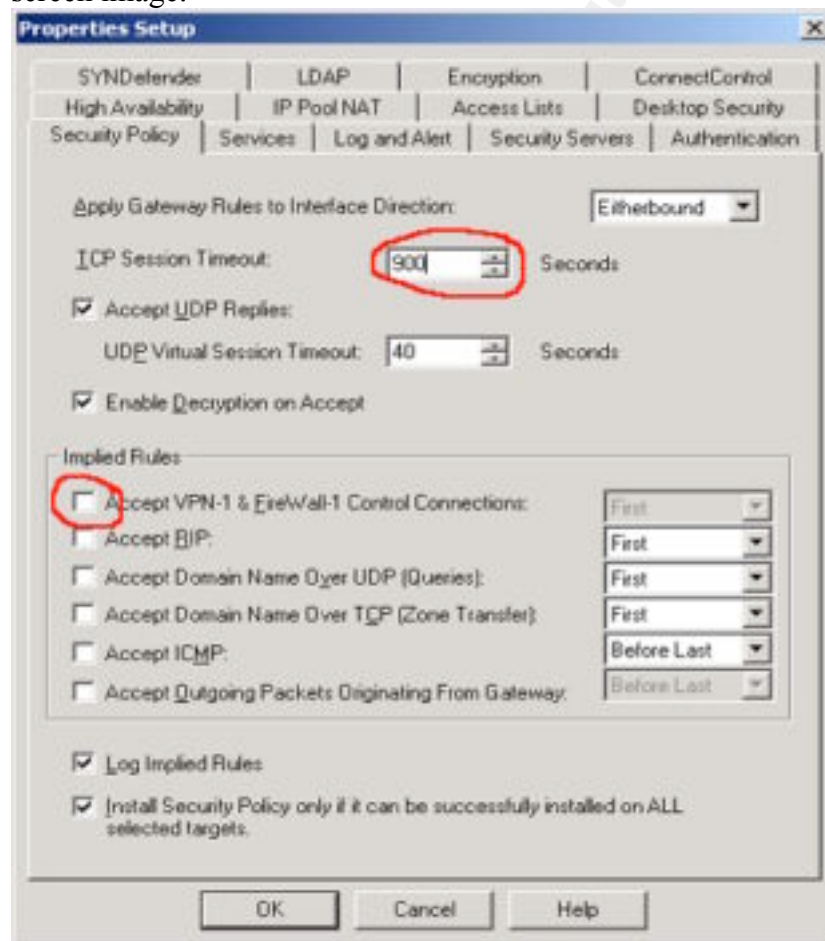 screen image.
Properties Setup
SYNDefender LDAP Encryption ConnectControl
High Availability IP Pool NAT Access Lists Desktop Security
Security Policy Services Log and Alert Security Servers Authentication
Apply Gateway Rules to Interface Direction: Eitherbound
TCP Session Timeout: 900 Seconds
Accept UDP Replies:
UDP Virtual Session Timeout: 40 Seconds
Enable Decryption on Accept
Implied Rules
Accept VPN-1 & FireWall-1 Control Connections: First
Accept RIP: First
Accept Domain Name Over UDP (Queries): First
Accept Domain Name Over TCP (Zone Transfer): First
Accept ICMP: Before Last
Accept Outgoing Packets Originating From Gateway: Before Last
Log Implied Rules
Install Security Policy only if it can be successfully installed on ALL
selected targets.
OK Cancel Help